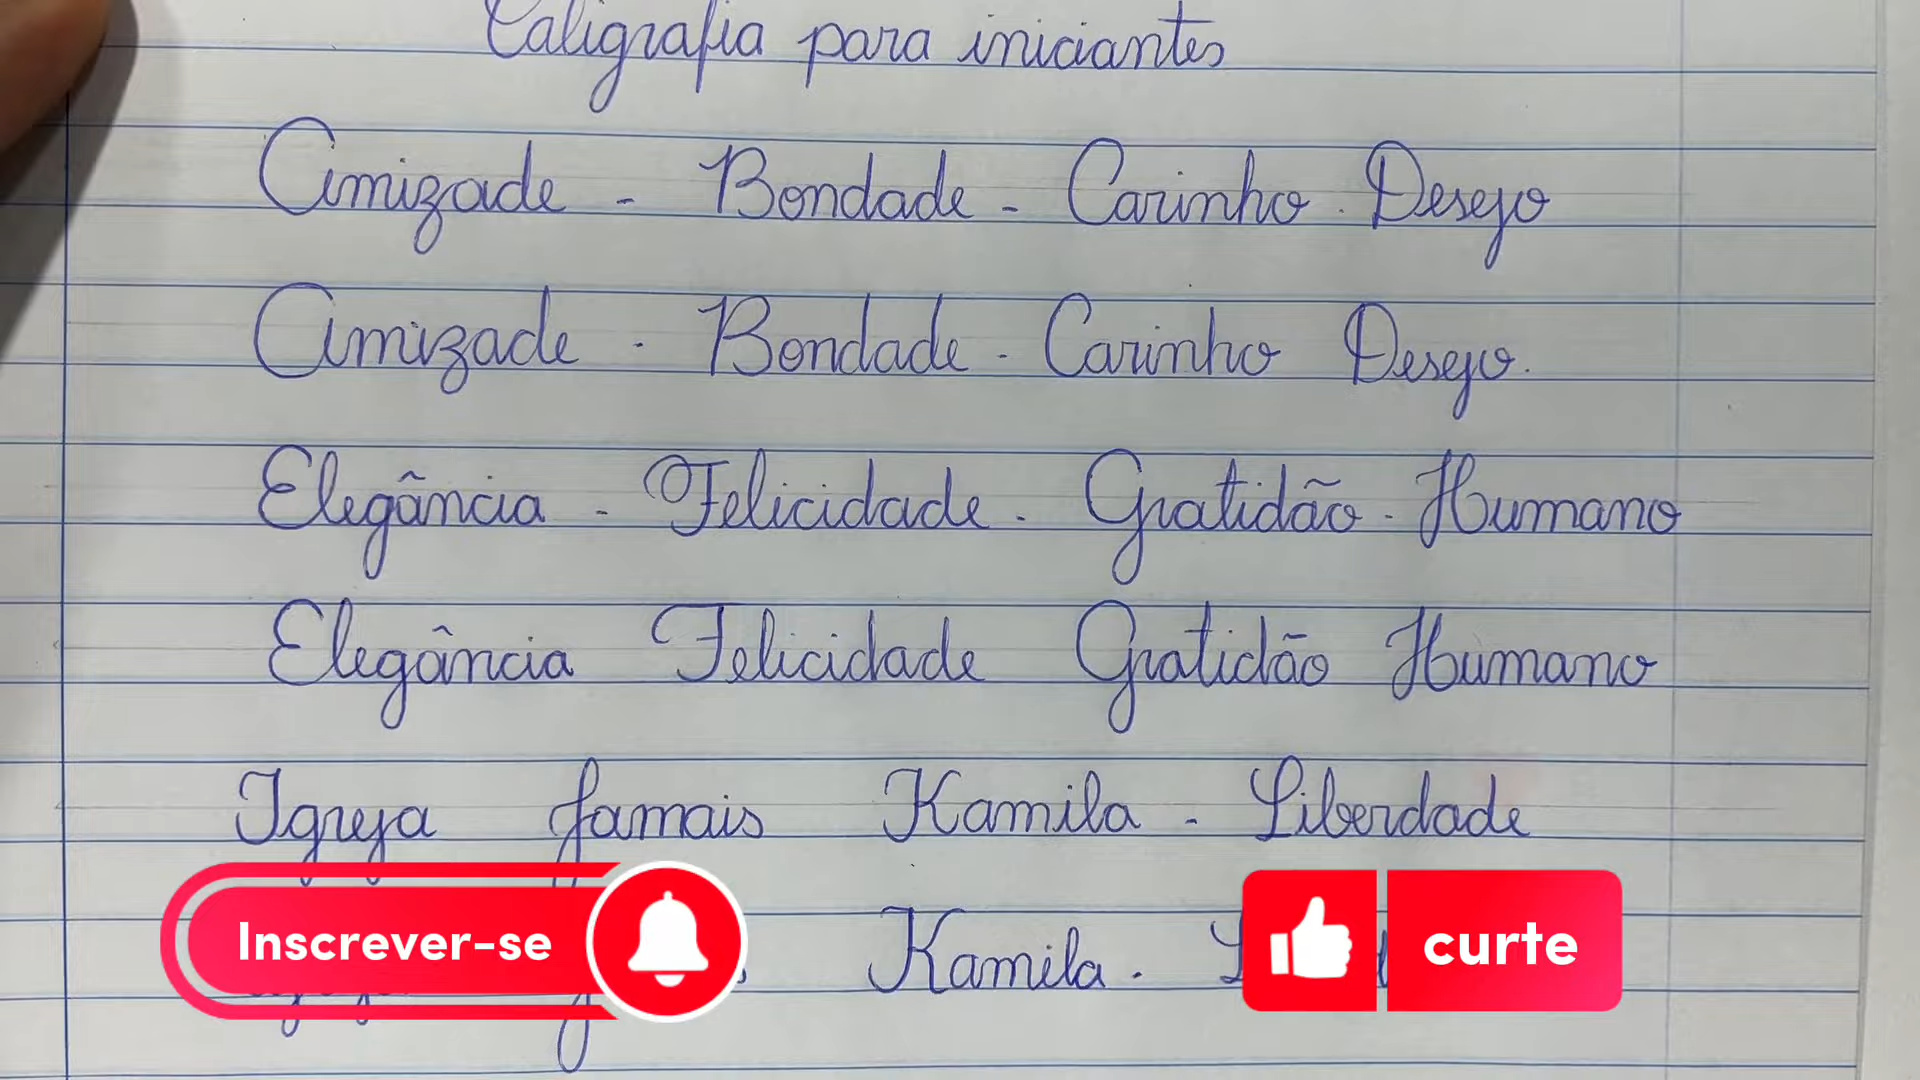 Caligrafia para iniciantes
Amizade - Bondade - Carinho - Desejo
Amizade - Bondade - Carinho Desejo.
Elegância - Felicidade - Gratidão - Humano
Elegância Felicidade Gratidão Humano
Igreja Jamais Kamila - Liberdade
Kamila -
Inscrever-se
curte